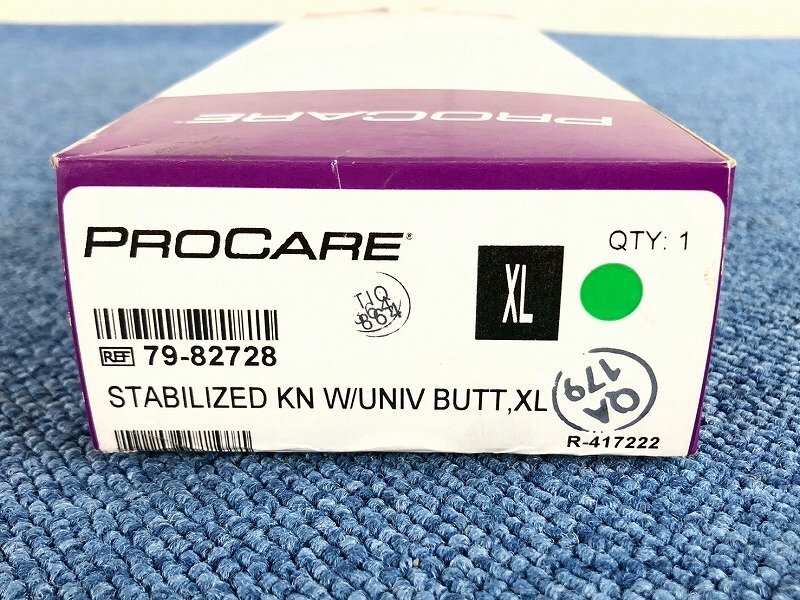 PROCARE
PROCARE®
QTY: 1
XL
REF 79-82728
STABILIZED KN W/UNIV BUTT,XL
QA
179
R-417222